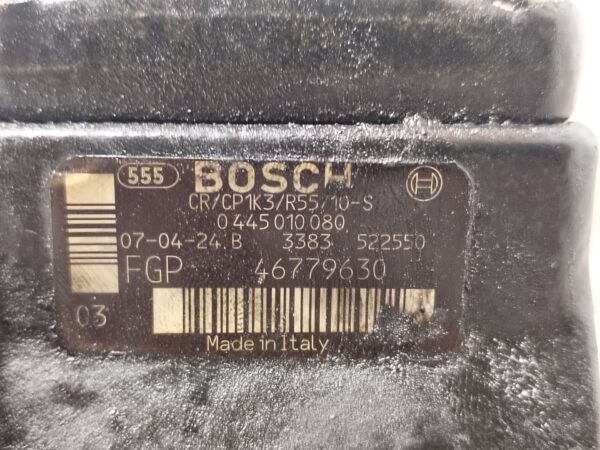 555 BOSCH
CR/CP1K3/R55/10-S
0 445 010 080
07-04-24 B 3383 522550
FGP 46779630
03
Made in Italy